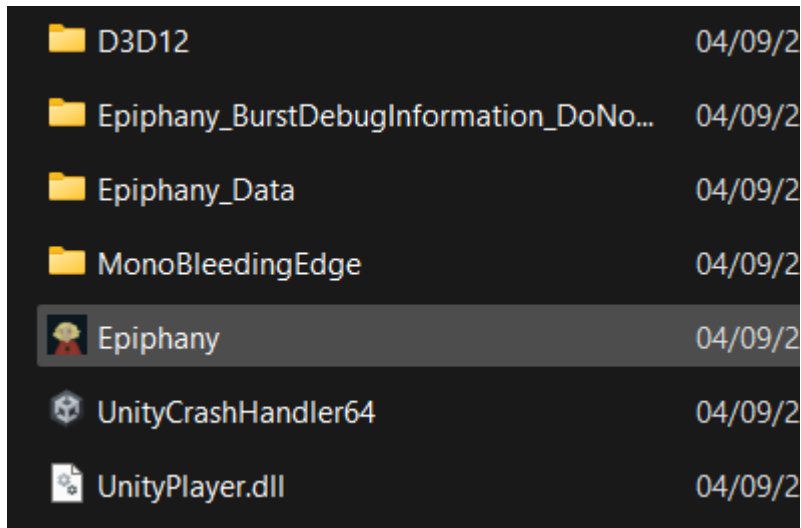 D3D12 04/09/2
Epiphany_BurstDebugInformation_DoNo... 04/09/2
Epiphany_Data 04/09/2
MonoBleedingEdge 04/09/2
Epiphany 04/09/2
UnityCrashHandler64 04/09/2
UnityPlayer.dll 04/09/2